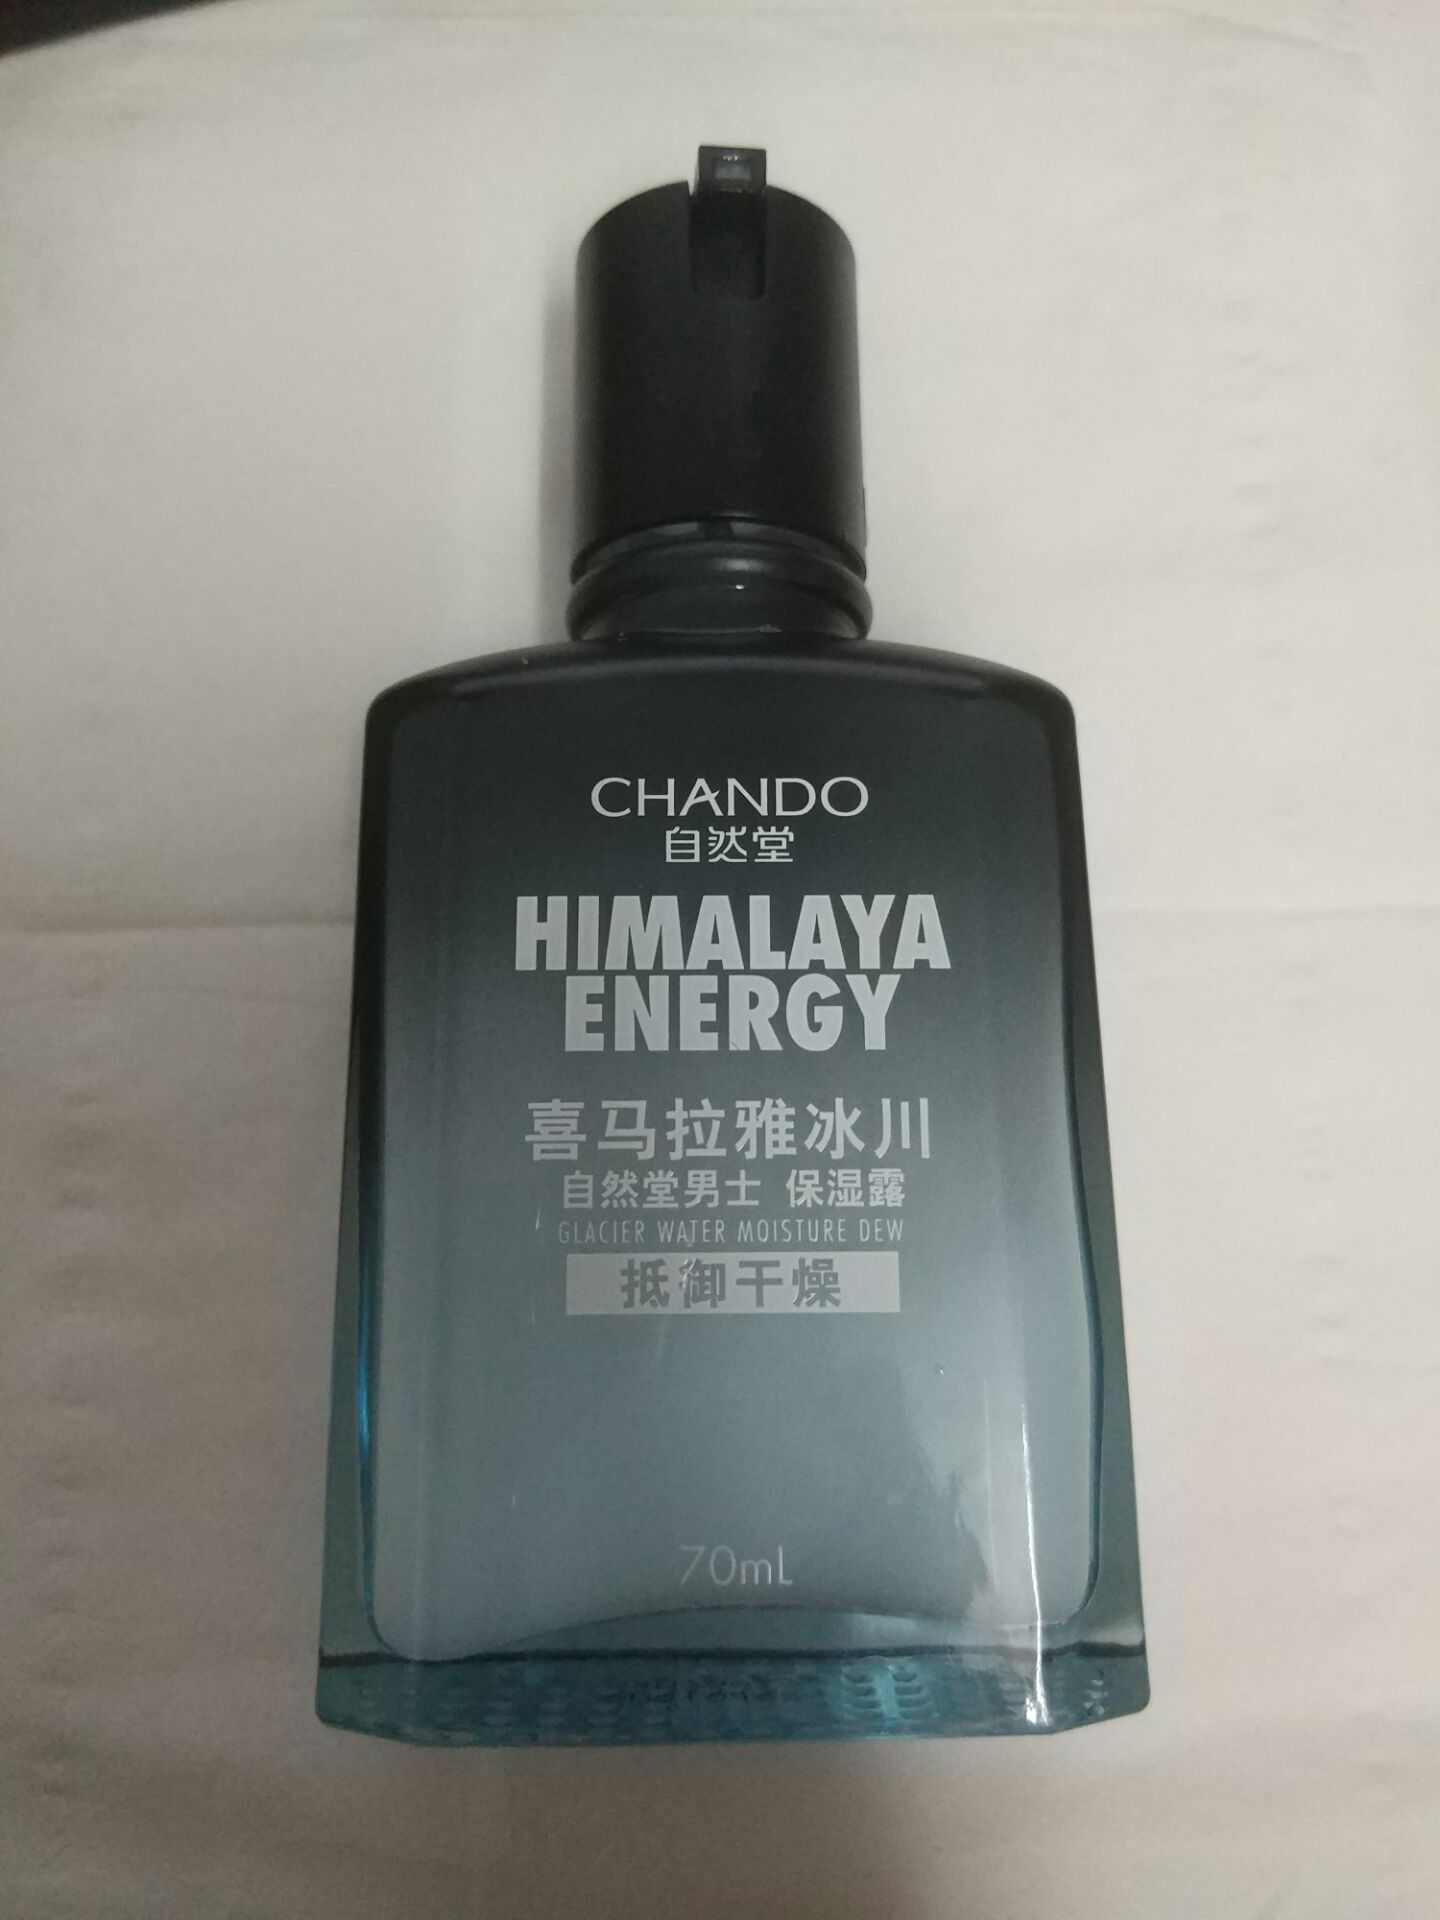 CHANDO
自然堂
HIMALAYA
ENERGY
喜马拉雅冰川
自然堂男士 保湿露
GLACIER WATER MOISTURE DEW
抵御干燥
70mL